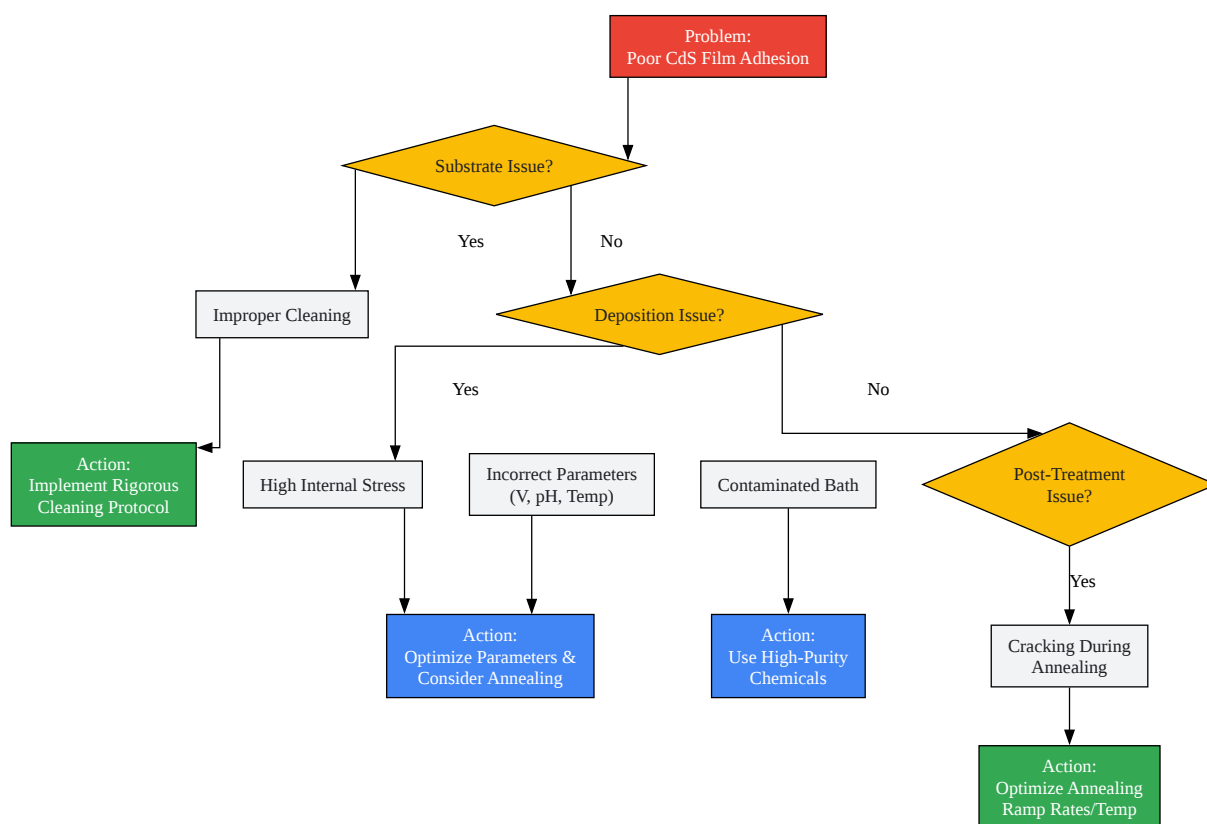 Problem:
Poor CdS Film Adhesion
Substrate Issue?
Yes
No
Improper Cleaning
Deposition Issue?
Yes
No
Action:
Implement Rigorous
Cleaning Protocol
High Internal Stress
Incorrect Parameters
(V, pH, Temp)
Contaminated Bath
Post-Treatment
Issue?
Yes
Action:
Optimize Parameters &
Consider Annealing
Action:
Use High-Purity
Chemicals
Cracking During
Annealing
Action:
Optimize Annealing
Ramp Rates/Temp